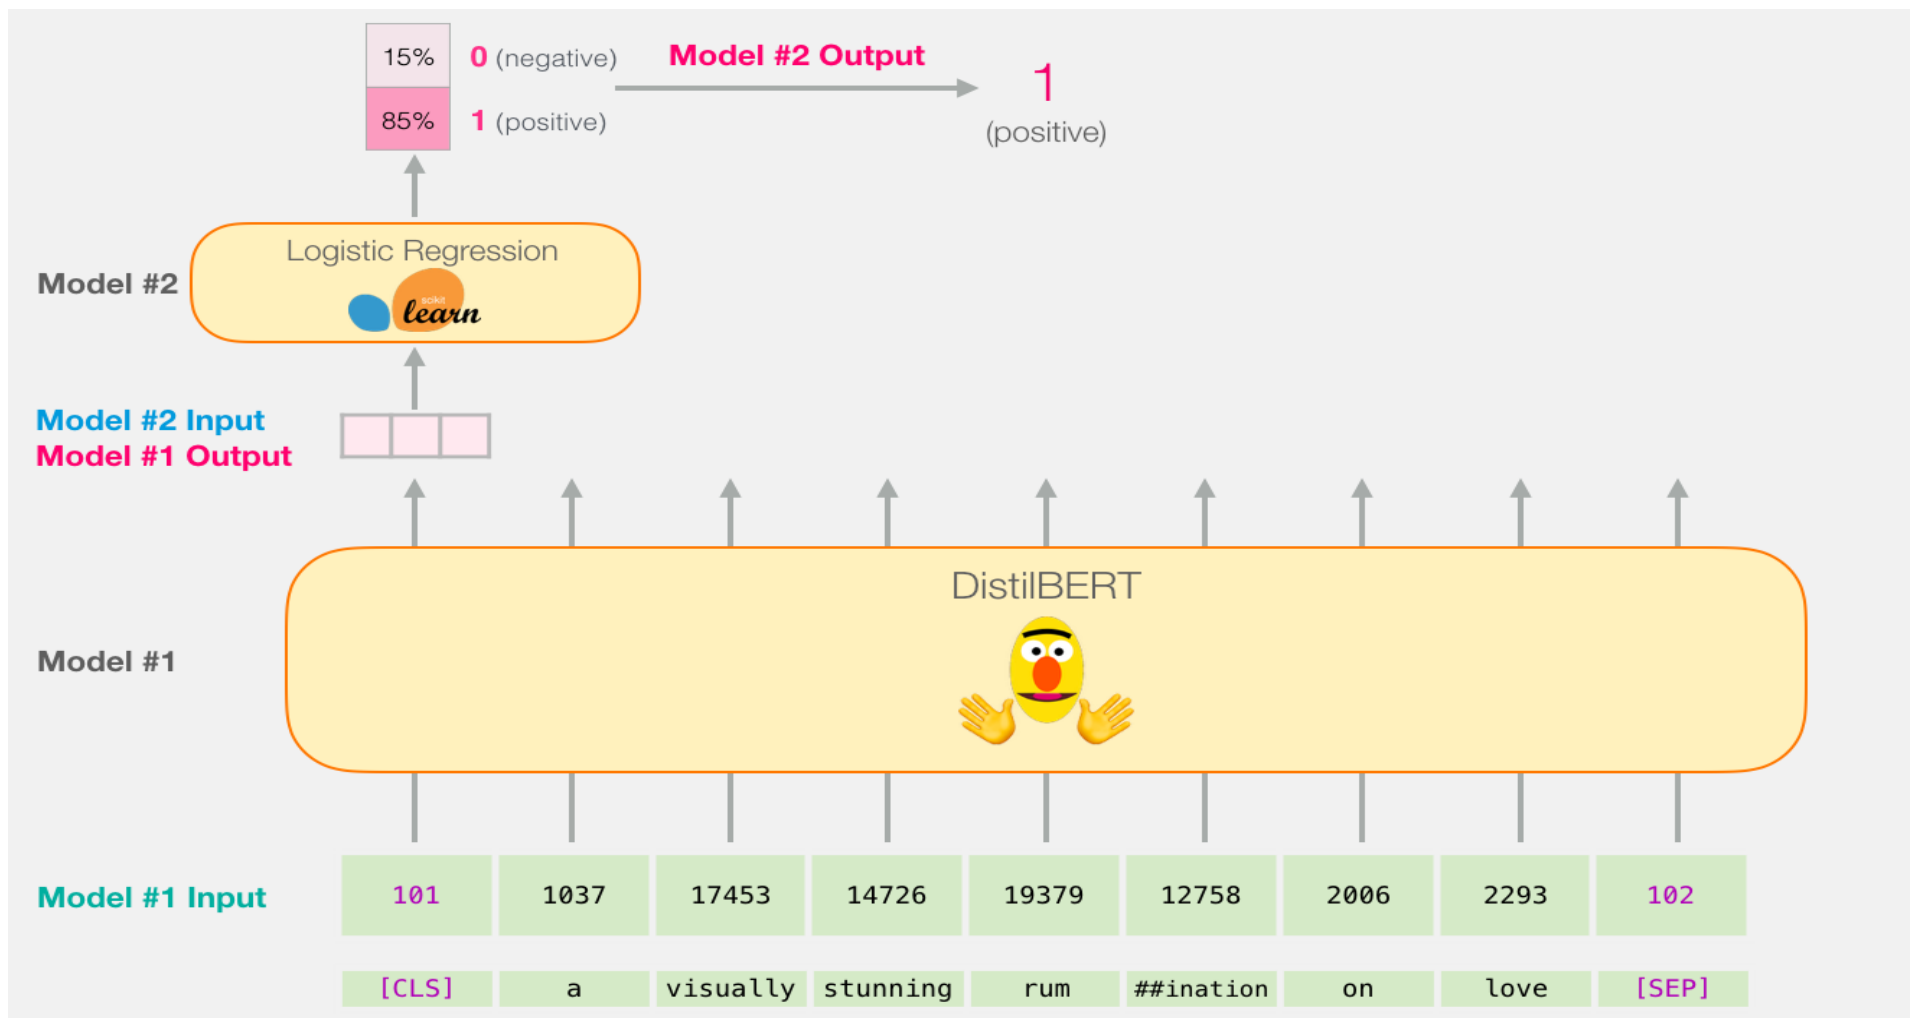 15%
0 (negative)
Model #2 Output
1
85%
1 (positive)
(positive)
Logistic Regression
Model #2
scikit
learn
Model #2 Input
Model #1 Output
DistilBERT
Model #1
Model #1 Input
101 1037 17453 14726 19379 12758 2006 2293 102
[CLS] a visually stunning rum ##ination on love [SEP]